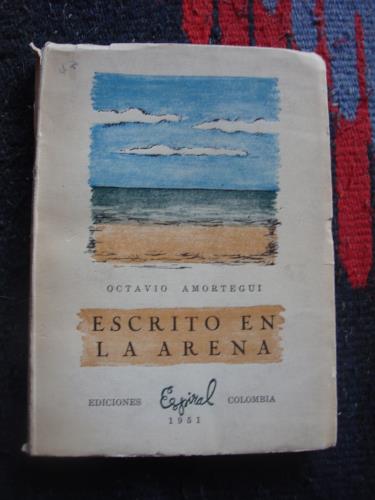 OCTAVIO AMORTEGUI
ESCRITO EN
LA ARENA
EDICIONES Espiral COLOMBIA
1951